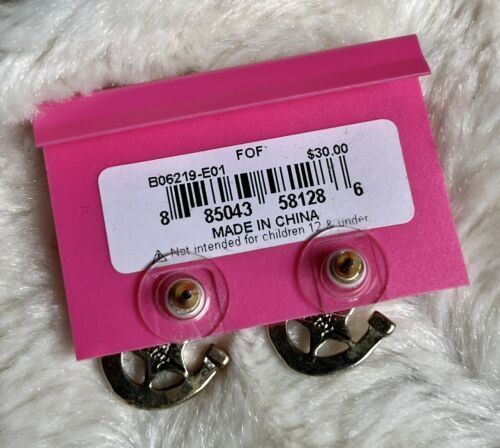 FOF $30.00
B06219-E01
8 85043 58128 6
MADE IN CHINA
⚠ Not intended for children 12 & under.